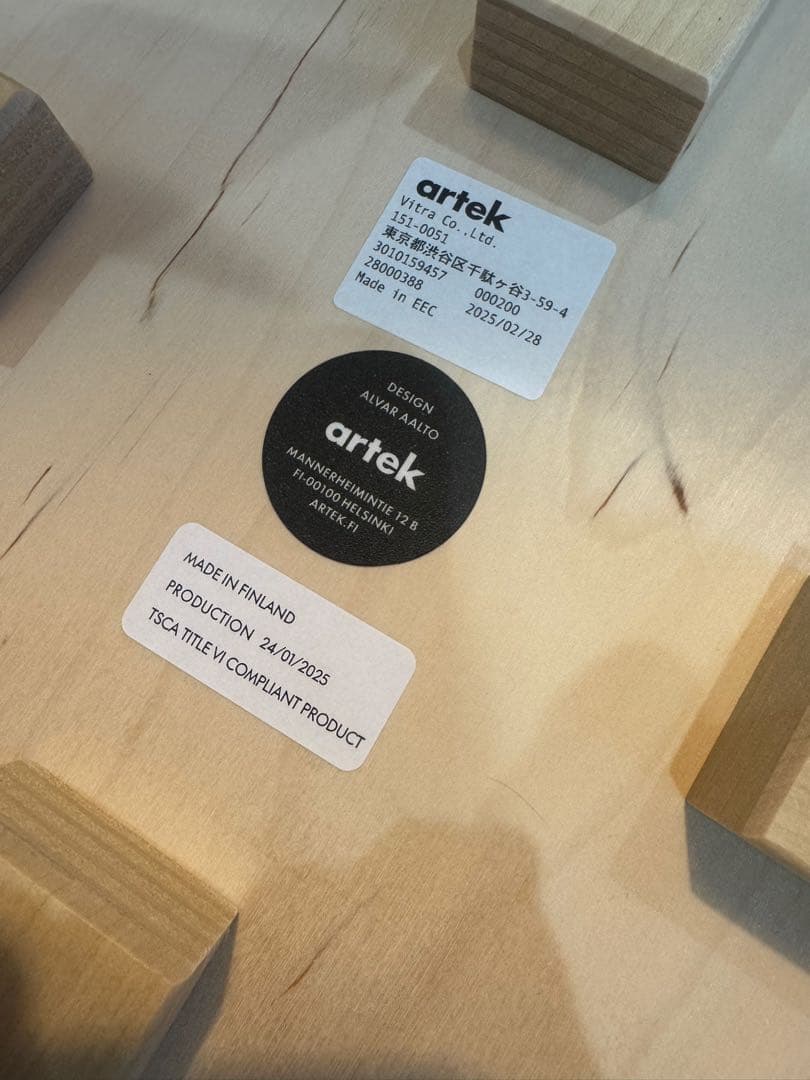 artek
Vitra Co.,Ltd.
151-0051
東京都渋谷区千駄ヶ谷3-59-4
3010159457 000200
28000388 2025/02/28
Made in EEC
DESIGN
ALVAR AALTO
artek
MANNERHEIMINTIE 12 B
FI-00100 HELSINKI
ARTEK.FI
MADE IN FINLAND
PRODUCTION 24/01/2025
TSCA TITLE VI COMPLIANT PRODUCT